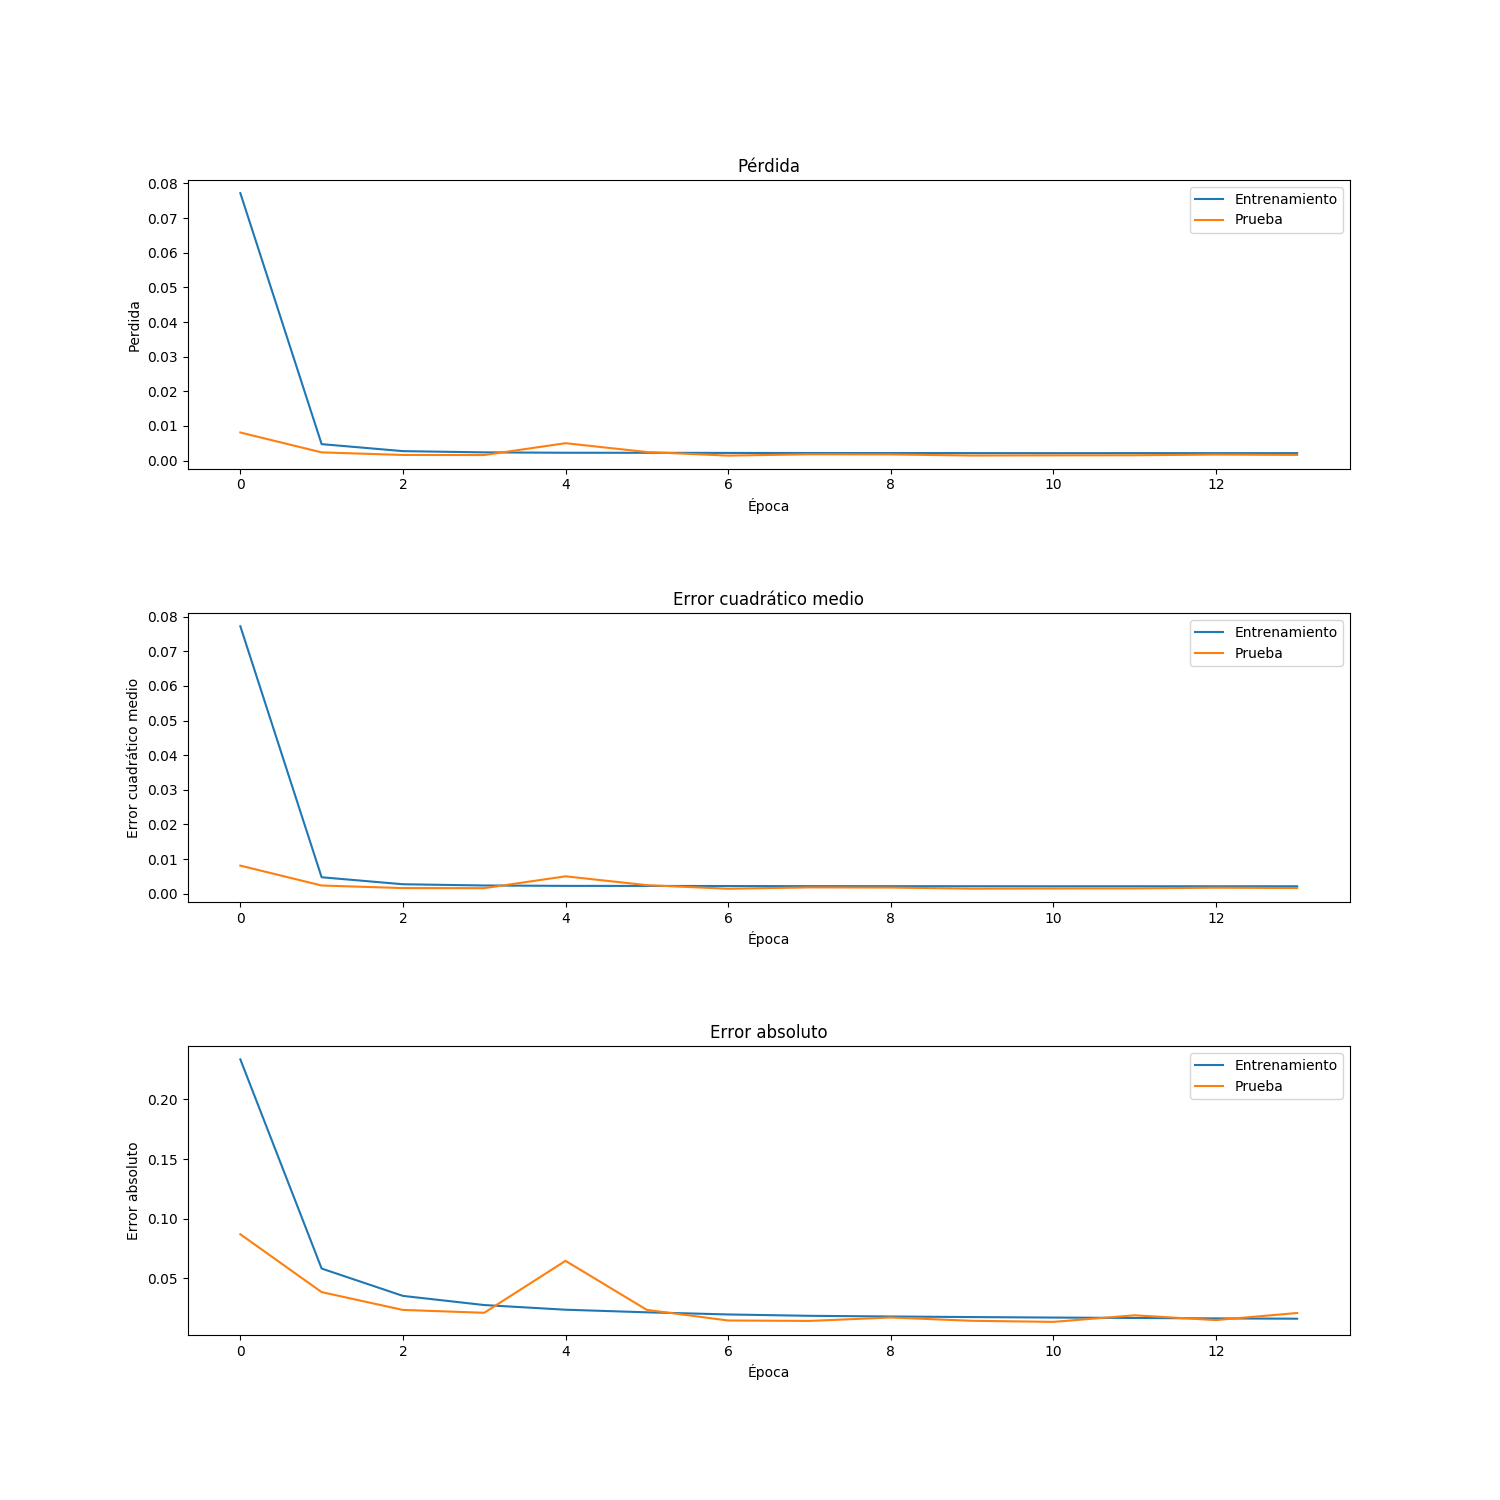 Pérdida
0.08
0.07
0.06
0.05
0.04
0.03
0.02
0.01
0.00
Perdida
Entrenamiento
Prueba
0 2 4 6 8 10 12
Época
Error cuadrático medio
0.08
0.07
0.06
0.05
0.04
0.03
0.02
0.01
0.00
Error cuadrático medio
Entrenamiento
Prueba
0 2 4 6 8 10 12
Época
Error absoluto
0.20
0.15
0.10
0.05
Error absoluto
Entrenamiento
Prueba
0 2 4 6 8 10 12
Época